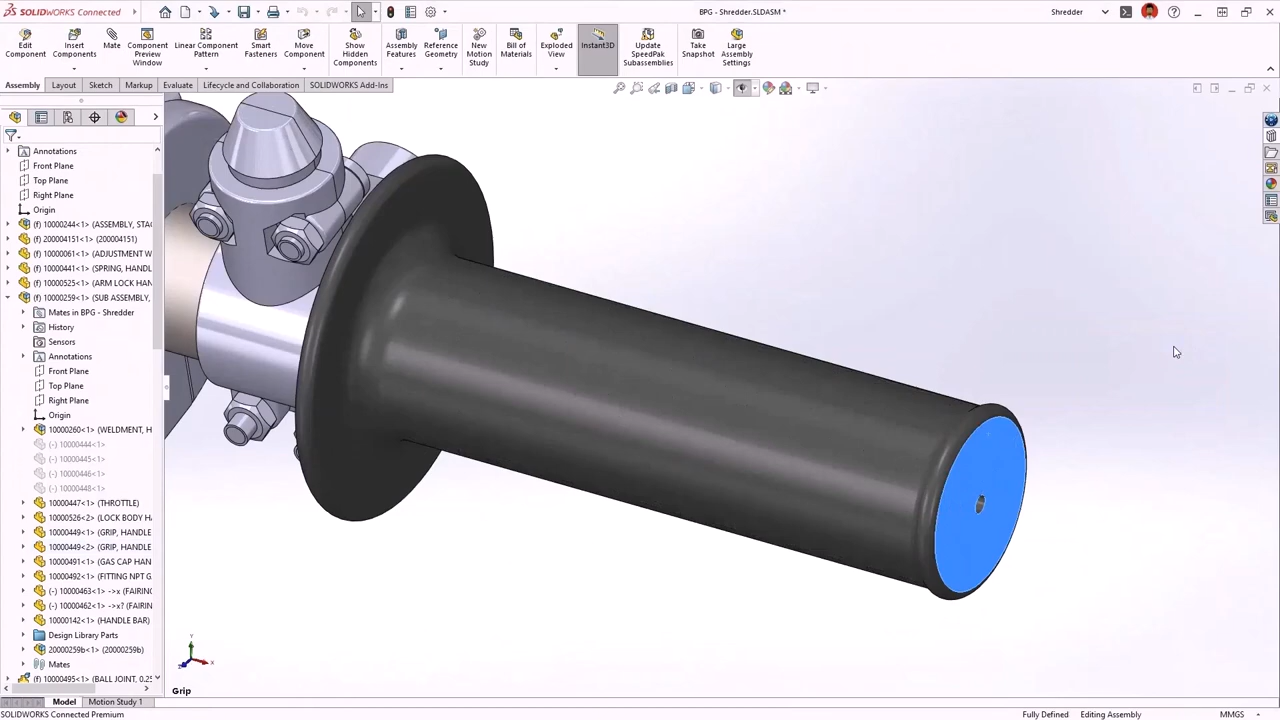 SOLIDWORKS Connected
BPG - Shredder.SLDASM *
Shredder
Edit Component
Insert Components
Mate
Component Preview Window
Linear Component Pattern
Smart Fasteners
Move Component
Show Hidden Components
Assembly Features
Reference Geometry
New Motion Study
Bill of Materials
Exploded View
Instant3D
Update SpeedPak Subassemblies
Take Snapshot
Large Assembly Settings
Assembly
Layout
Sketch
Markup
Evaluate
Lifecycle and Collaboration
SOLIDWORKS Add-Ins
Annotations
Front Plane
Top Plane
Right Plane
Origin
(f) 10000244<1> (ASSEMBLY, STA
(f) 200004151<1> (200004151)
(f) 10000061<1> (ADJUSTMENT W
(f) 10000441<1> (SPRING, HANDL
(f) 10000525<1> (ARM LOCK HAN
(f) 10000259<1> (SUB ASSEMBLY,
Mates in BPG - Shredder
History
Sensors
Annotations
Front Plane
Top Plane
Right Plane
Origin
10000260<1> (WELDMENT, H
(-) 10000444<1>
(-) 10000445<1>
(-) 10000446<1>
(-) 10000448<1>
10000447<1> (THROTTLE)
10000526<2> (LOCK BODY H
10000449<1> (GRIP, HANDLE
10000449<2> (GRIP, HANDLE
10000491<1> (GAS CAP HAN
10000492<1> (FITTING NPT G
(-) 10000463<1> ->x (FAIRIN
(-) 10000462<1> ->x? (FAIRIN
10000142<1> (HANDLE BAR)
Design Library Parts
20000259b<1> (20000259b)
Mates
(f) 10000495<1> (BALL JOINT, 0.25
Y
X
Z
Grip
Model
Motion Study 1
SOLIDWORKS Connected Premium
Fully Defined
Editing Assembly
MMGS